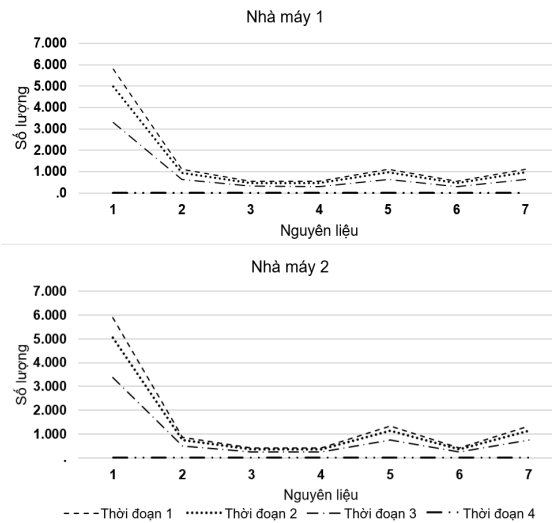 Nhà máy 1
7.000
6.000
5.000
4.000
3.000
2.000
1.000
.0
Số lượng
1 2 3 4 5 6 7
Nguyên liệu
Nhà máy 2
7.000
6.000
5.000
4.000
3.000
2.000
1.000
.
Số lượng
1 2 3 4 5 6 7
Nguyên liệu
Thời đoạn 1 Thời đoạn 2 Thời đoạn 3 Thời đoạn 4